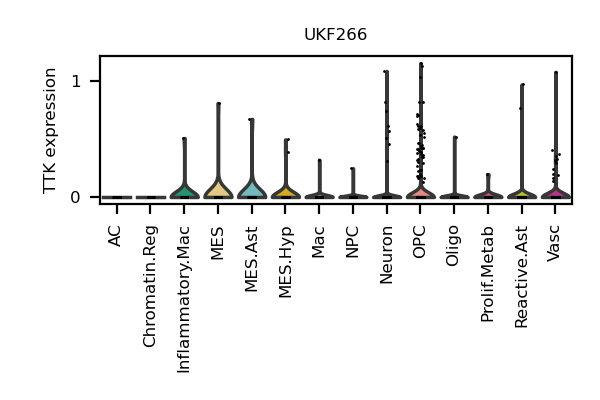 UKF266
TTK expression
1
0
AC
Chromatin.Reg
Inflammatory.Mac
MES
MES.Ast
MES.Hyp
Mac
NPC
Neuron
OPC
Oligo
Prolif.Metab
Reactive.Ast
Vasc